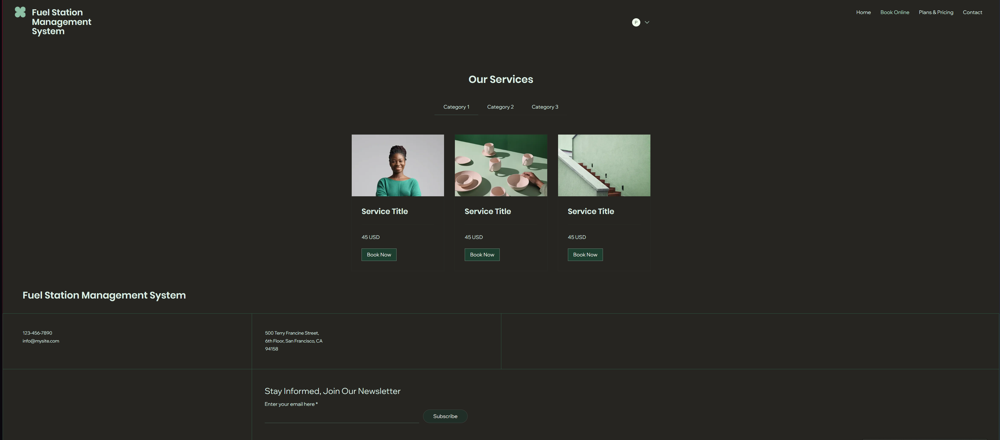 Fuel Station
Management
System
P
Home Book Online Plans & Pricing Contact
Our Services
Category 1 Category 2 Category 3
Service Title
45 USD
Book Now
Service Title
45 USD
Book Now
Service Title
45 USD
Book Now
Fuel Station Management System
123-456-7890
info@mysite.com
500 Terry Francine Street,
6th Floor, San Francisco, CA
94158
Stay Informed, Join Our Newsletter
Enter your email here *
Subscribe